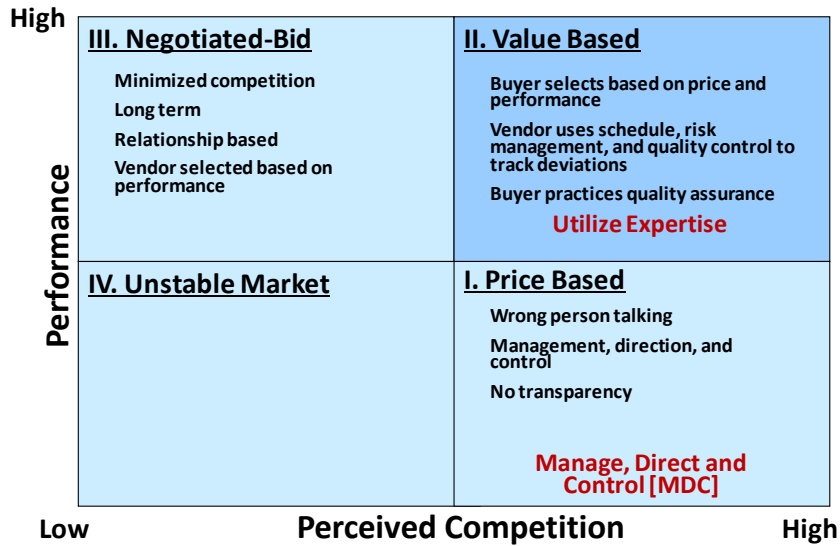 High
III. Negotiated-Bid
Minimized competition
Long term
Relationship based
Vendor selected based on
performance
II. Value Based
Buyer selects based on price and
performance
Vendor uses schedule, risk
management, and quality control to
track deviations
Buyer practices quality assurance
Utilize Expertise
Performance
IV. Unstable Market
I. Price Based
Wrong person talking
Management, direction, and
control
No transparency
Manage, Direct and
Control [MDC]
Low
Perceived Competition
High